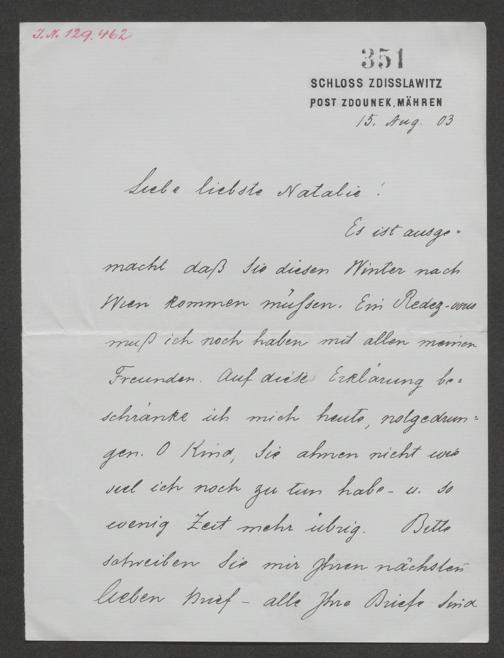 I.N. 129.462
351
SCHLOSS ZDISSLAWITZ
POST ZDOUNEK, MÄHREN
15. Aug. 03
Liebe liebste Natalie!
Es ist ausge-
macht daß Sie diesen Winter nach
Wien kommen müßen. Ein Redez-vous
muß ich noch haben mit allen meinen
Freunden. Auf diese Erklärung be=
schränke ich mich heute, notgedrun=
gen. O Kind, Sie ahnen nicht wie
viel ich noch zu tun habe – u. so
wenig Zeit mehr übrig. Bitte
schreiben Sie mir Ihren nächsten
lieben Brief – alle Ihre Briefe sind